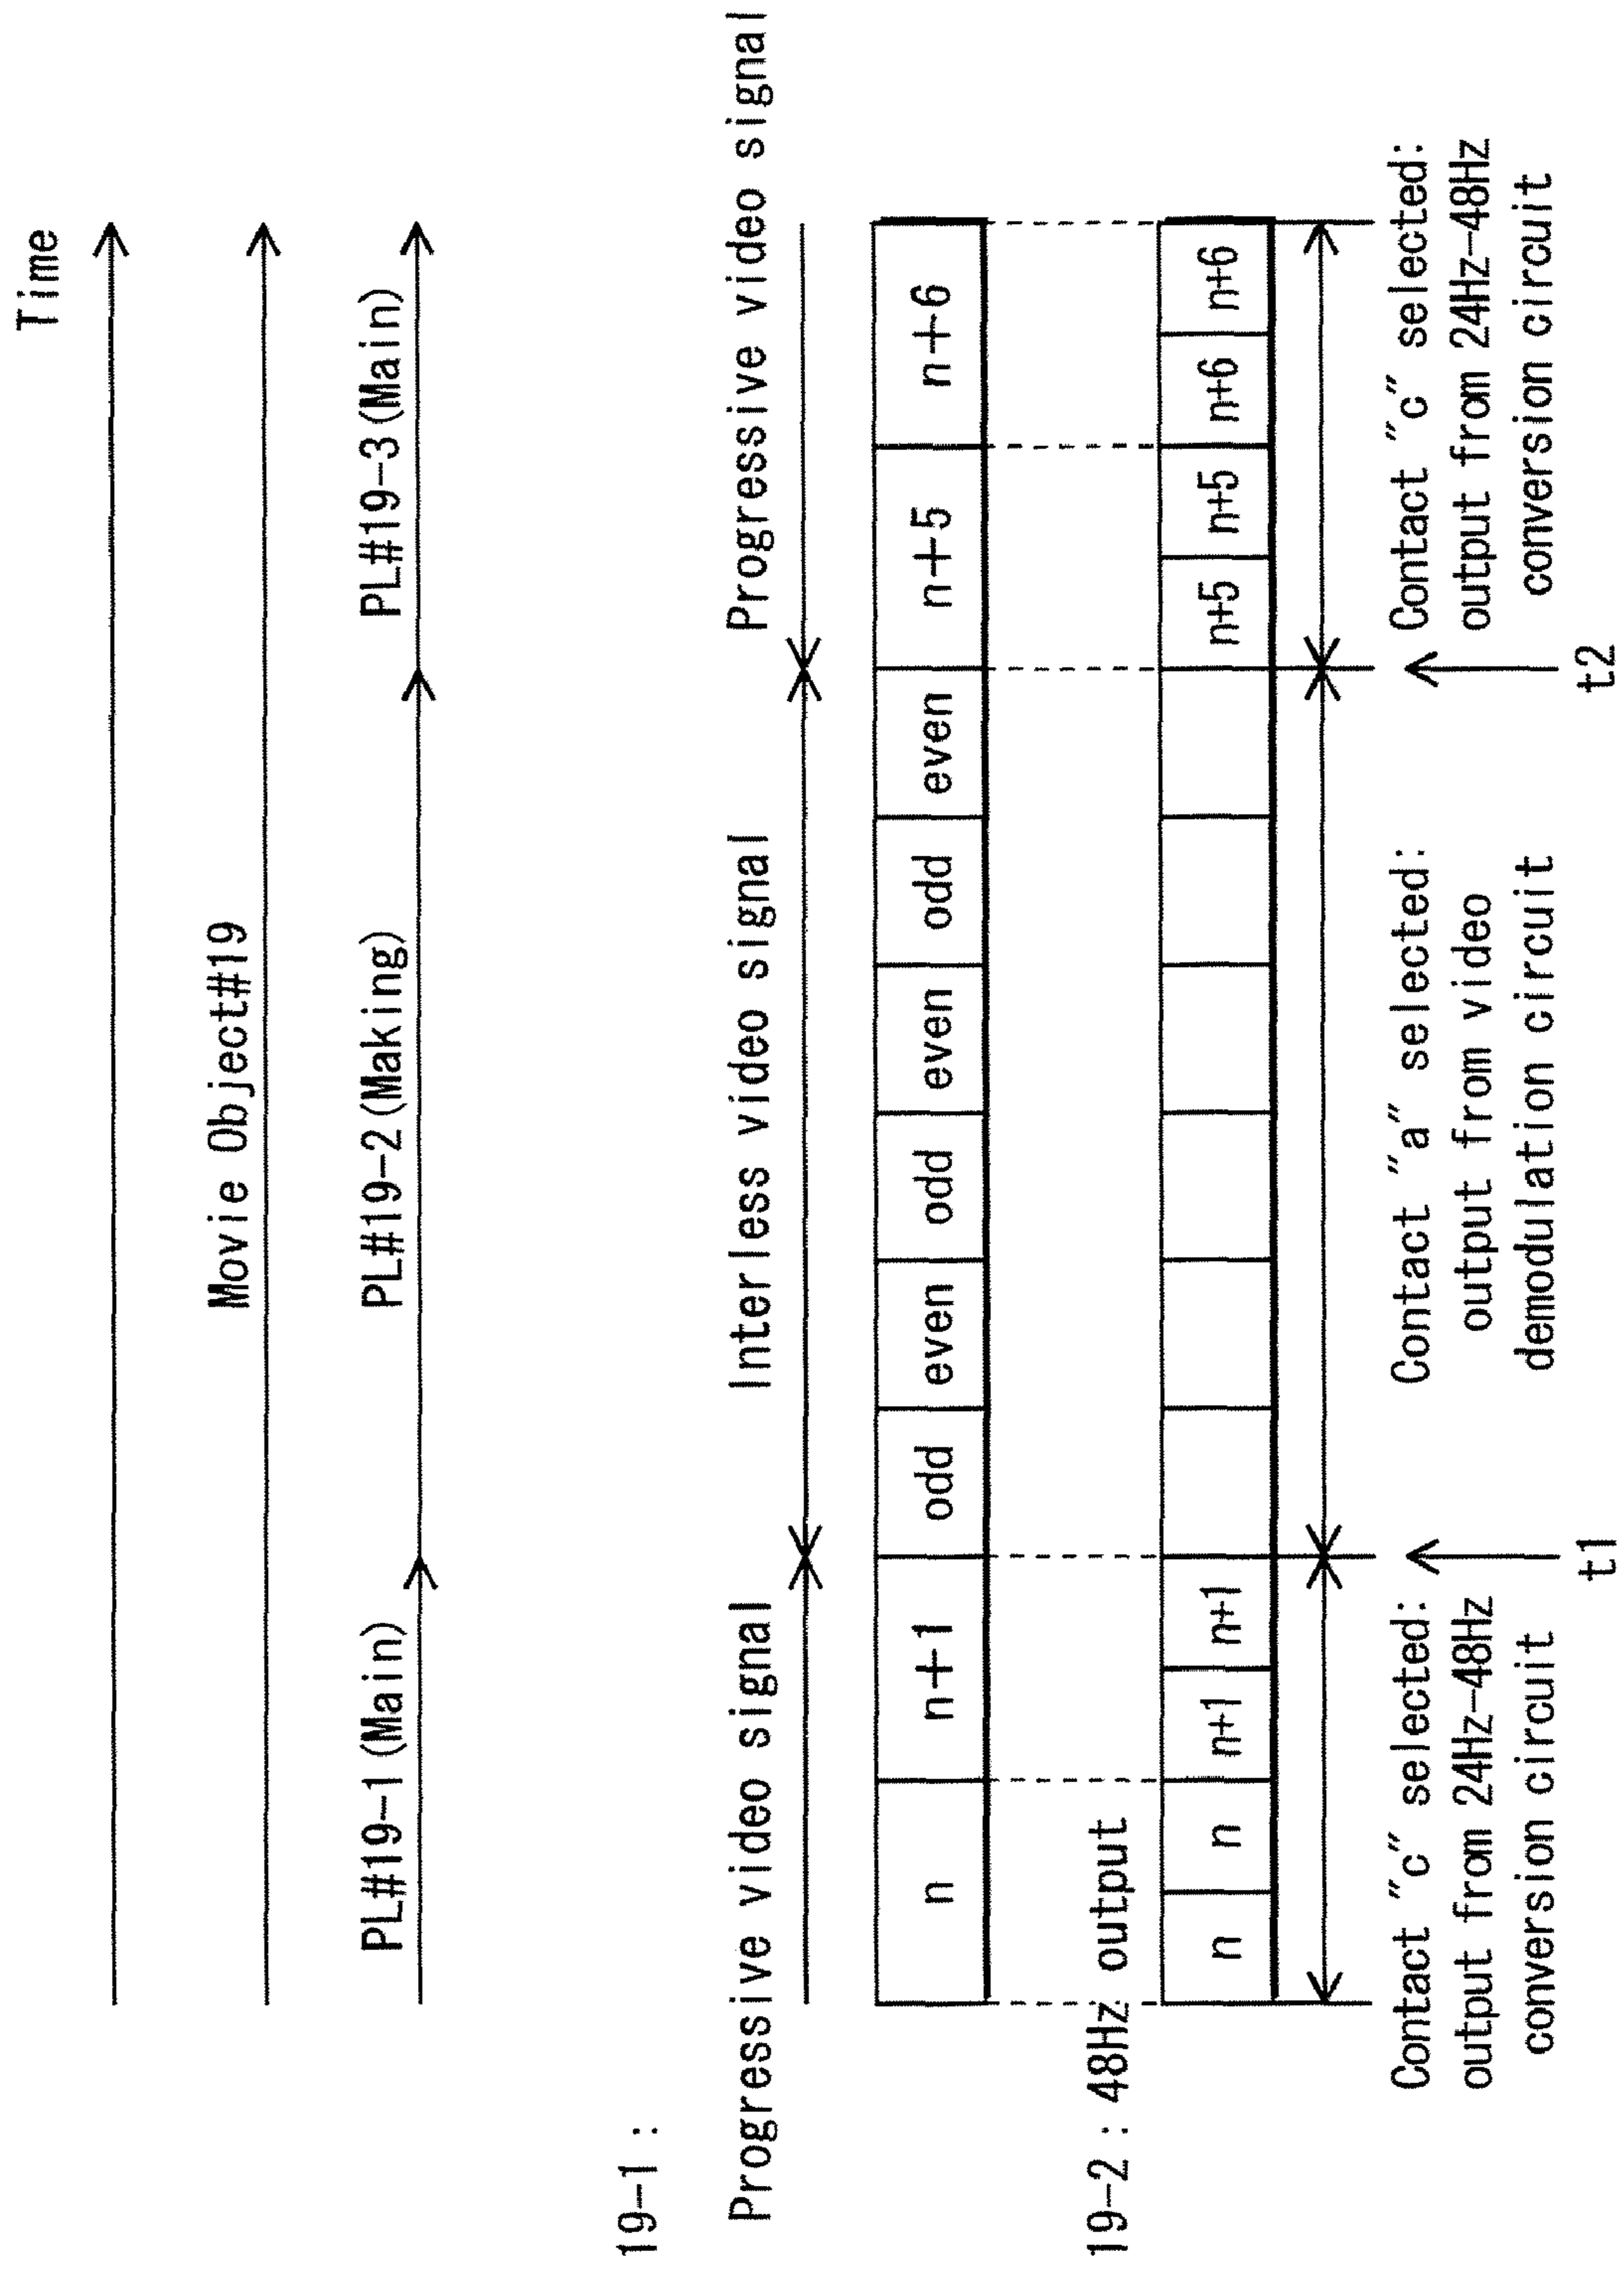 Time
Movie Object#19
PL#19-1(Main)
PL#19-2(Making)
PL#19-3(Main)
19-1 :
Progressive video signal
Interless video signal
Progressive video signal
n
n+1
odd
even
odd
even
odd
even
n+5
n+6
19-2 : 48Hz output
n
n
n+1
n+1
n+5
n+5
n+6
n+6
Contact "c" selected:
output from 24Hz-48Hz
conversion circuit
Contact "a" selected:
output from video
demodulation circuit
Contact "c" selected:
output from 24Hz-48Hz
conversion circuit
t1
t2